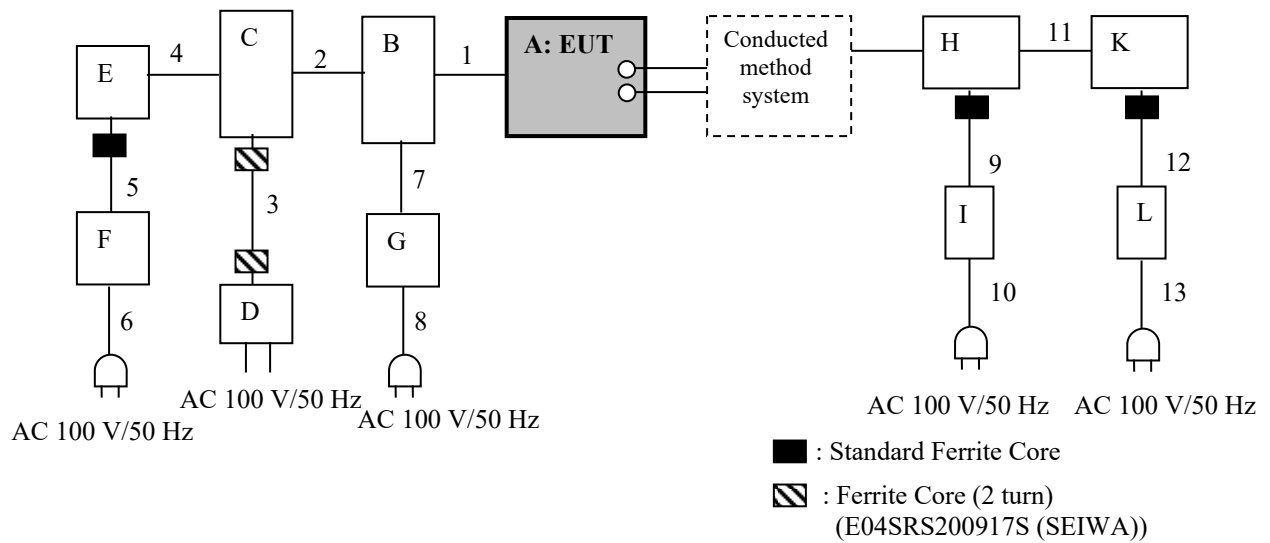 E
4
C
2
B
1
A: EUT
Conducted
method
system
H
11
K
5
3
7
9
12
F
D
G
I
L
6
8
10
13
AC 100 V/50 Hz
AC 100 V/50 Hz
AC 100 V/50 Hz
AC 100 V/50 Hz
AC 100 V/50 Hz
: Standard Ferrite Core
: Ferrite Core (2 turn)
(E04SRS200917S (SEIWA))